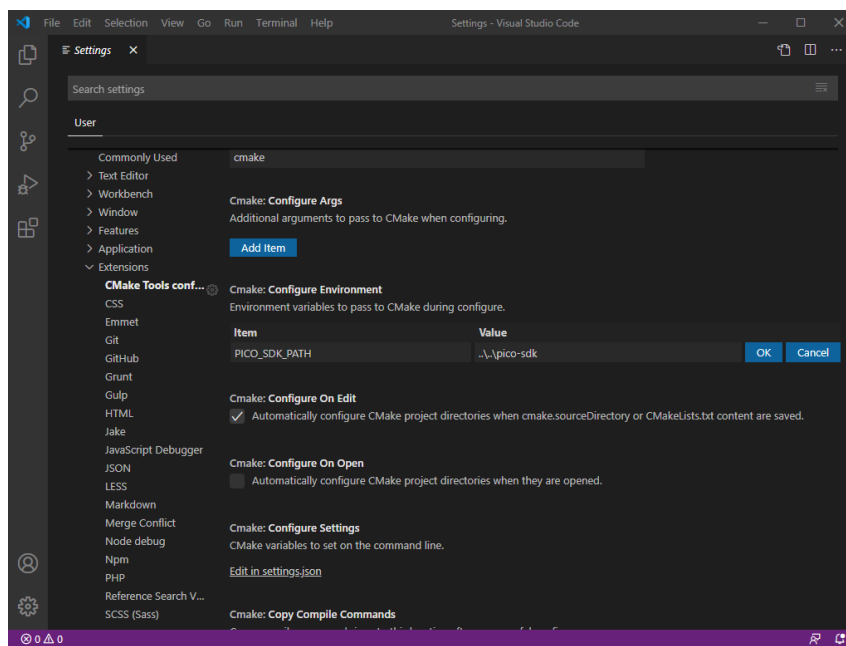 File Edit Selection View Go Run Terminal Help Settings - Visual Studio Code
Settings
Search settings
User
Commonly Used
Text Editor
Workbench
Window
Features
Application
Extensions
CMake Tools conf...
CSS
Emmet
Git
GitHub
Grunt
Gulp
HTML
Jake
JavaScript Debugger
JSON
LESS
Markdown
Merge Conflict
Node debug
Npm
PHP
Reference Search V...
SCSS (Sass)
cmake
Cmake: Configure Args
Additional arguments to pass to CMake when configuring.
Add Item
Cmake: Configure Environment
Environment variables to pass to CMake during configure.
Item Value
PICO_SDK_PATH ..\..\pico-sdk OK Cancel
Cmake: Configure On Edit
Automatically configure CMake project directories when cmake.sourceDirectory or CMakeLists.txt content are saved.
Cmake: Configure On Open
Automatically configure CMake project directories when they are opened.
Cmake: Configure Settings
CMake variables to set on the command line.
Edit in settings.json
Cmake: Copy Compile Commands
0 0